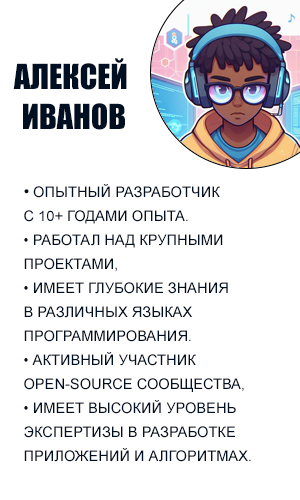 АЛЕКСЕЙ
ИВАНОВ
• ОПЫТНЫЙ РАЗРАБОТЧИК
С 10+ ГОДАМИ ОПЫТА.
• РАБОТАЛ НАД КРУПНЫМИ
ПРОЕКТАМИ,
• ИМЕЕТ ГЛУБОКИЕ ЗНАНИЯ
В РАЗЛИЧНЫХ ЯЗЫКАХ
ПРОГРАММИРОВАНИЯ.
• АКТИВНЫЙ УЧАСТНИК
OPEN-SOURCE СООБЩЕСТВА,
• ИМЕЕТ ВЫСОКИЙ УРОВЕНЬ
ЭКСПЕРТИЗЫ В РАЗРАБОТКЕ
ПРИЛОЖЕНИЙ И АЛГОРИТМАХ.